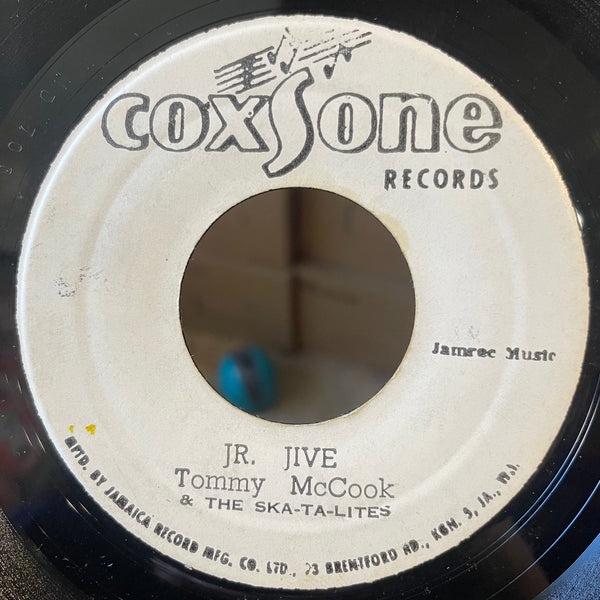 coxsone
RECORDS
Jamrec Music
JR. JIVE
Tommy McCook
& THE SKA-TA-LITES
MFTD. BY JAMAICA RECORD MFG. CO. LTD., 23 BRENTFORD RD., KGN. 5, JA., W.I.